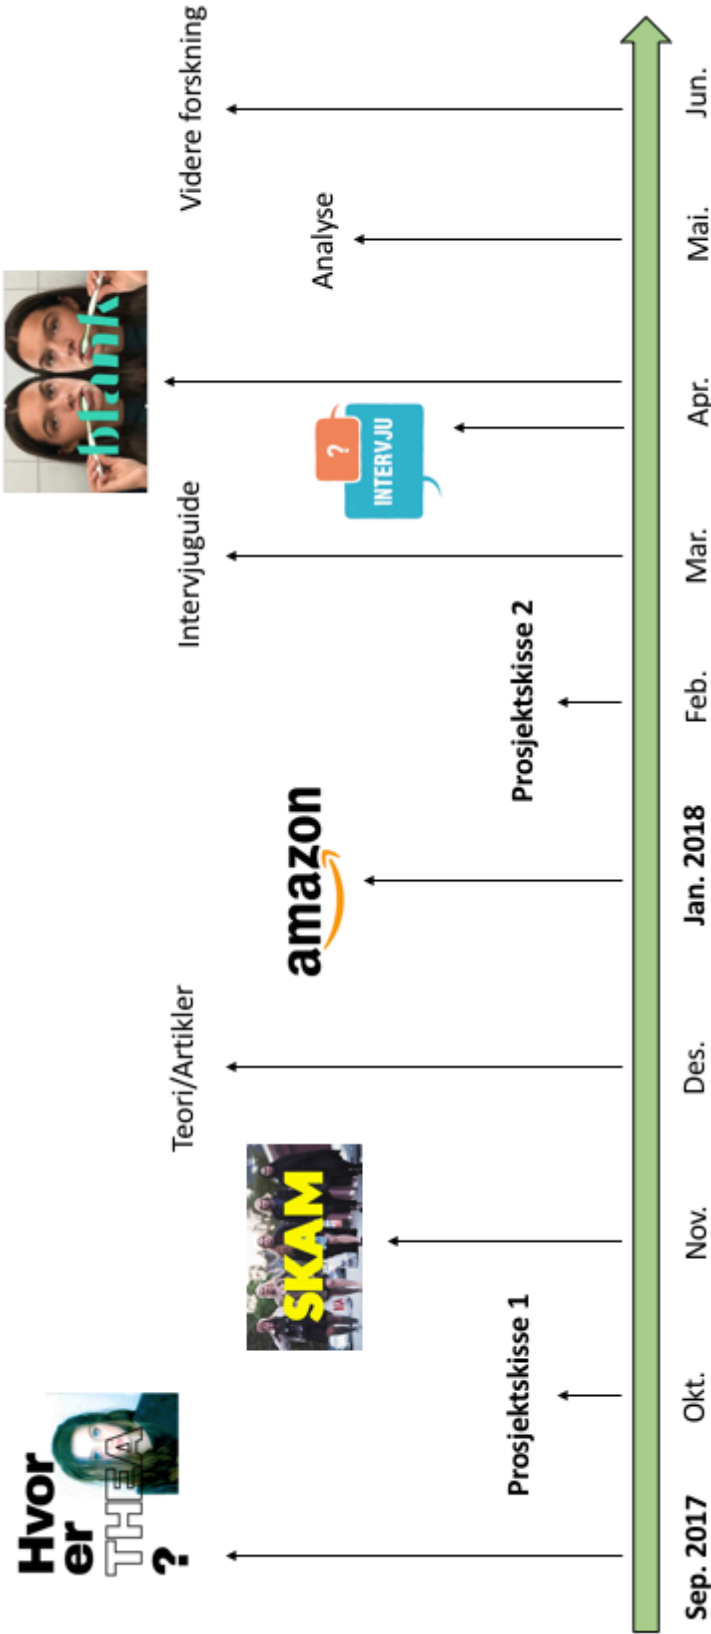 Hvor
er
THEA
?
Prosjektskisse 1
SKAM
Teori/Artikler
amazon
Prosjektskisse 2
Intervjuguide
?
INTERVJU
blank
Analyse
Videre forskning
Sep. 2017
Okt.
Nov.
Des.
Jan. 2018
Feb.
Mar.
Apr.
Mai.
Jun.